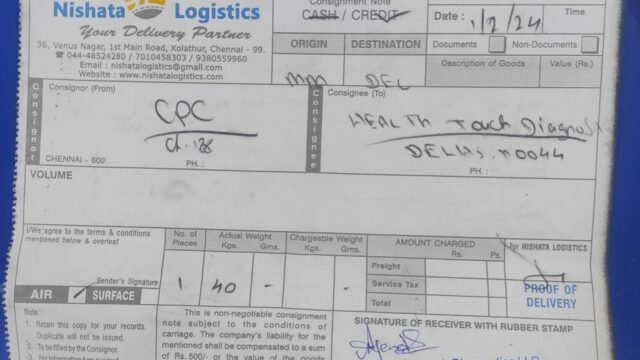 Consignment Note
Nishata Logistics
CASH / CREDIT
Date : 1/2/24
Time
Your Delivery Partner
36, Venus Nagar, 1st Main Road, Kolathur, Chennai - 99.
☎ 044-48524280 / 7010458303 / 9380559960
Email : nishatalogistics@gmail.com
Website : www.nishatalogistics.com
ORIGIN DESTINATION
Documents Non-Documents
Description of Goods Value (Rs.)
DEL
Consignor
Consignor (From)
CPC
Ch. 188
CHENNAI - 600 PH. :
Consignee
Consignee (To)
HEALTH Touch Diagnos
PH. :
VOLUME
I/We agree to the terms & conditions
mentioned below & overleaf
Sender's Signature
No. of Pieces
Actual Weight
Kgs. Gms.
Chargeable Weight
Kgs. Gms.
AMOUNT CHARGED
Rs. Ps.
For NISHATA LOGISTICS
1 40 - -
Freight
Service Tax
Total
PROOF OF
DELIVERY
AIR SURFACE
Note :
1. Retain this copy for your records.
Duplicate will not be issued.
2. To be filled by the Consigner.
This is non-negotiable consignment
note subject to the conditions of
carriage. The company's liability for
mentioned shall be compensated to a sum
of Rs. 500/- or the value of the goods
SIGNATURE OF RECEIVER WITH RUBBER STAMP